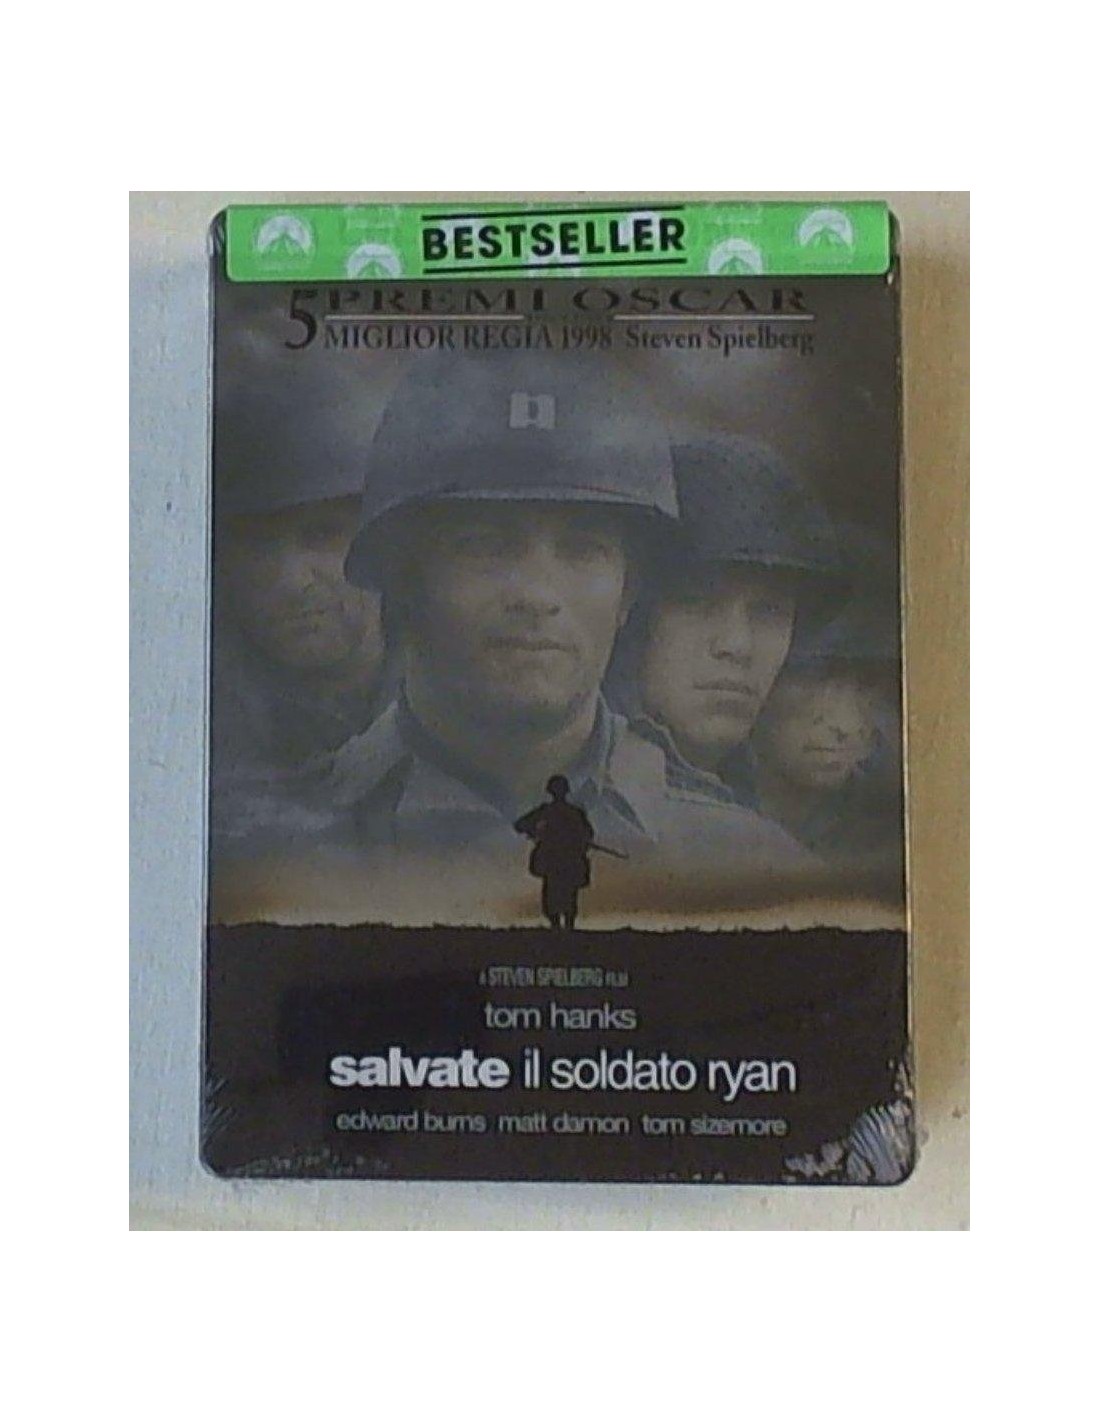 BESTSELLER
5 PREMI OSCAR
MIGLIOR REGIA 1998 Steven Spielberg
A STEVEN SPIELBERG FILM
tom hanks
salvate il soldato ryan
edward burns matt damon tom sizemore